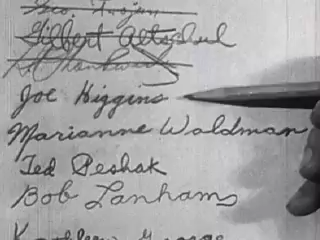 Gilbert Altschul
Joe Higgins
Marianne Waldman
Ted Peshak
Bob Lanham